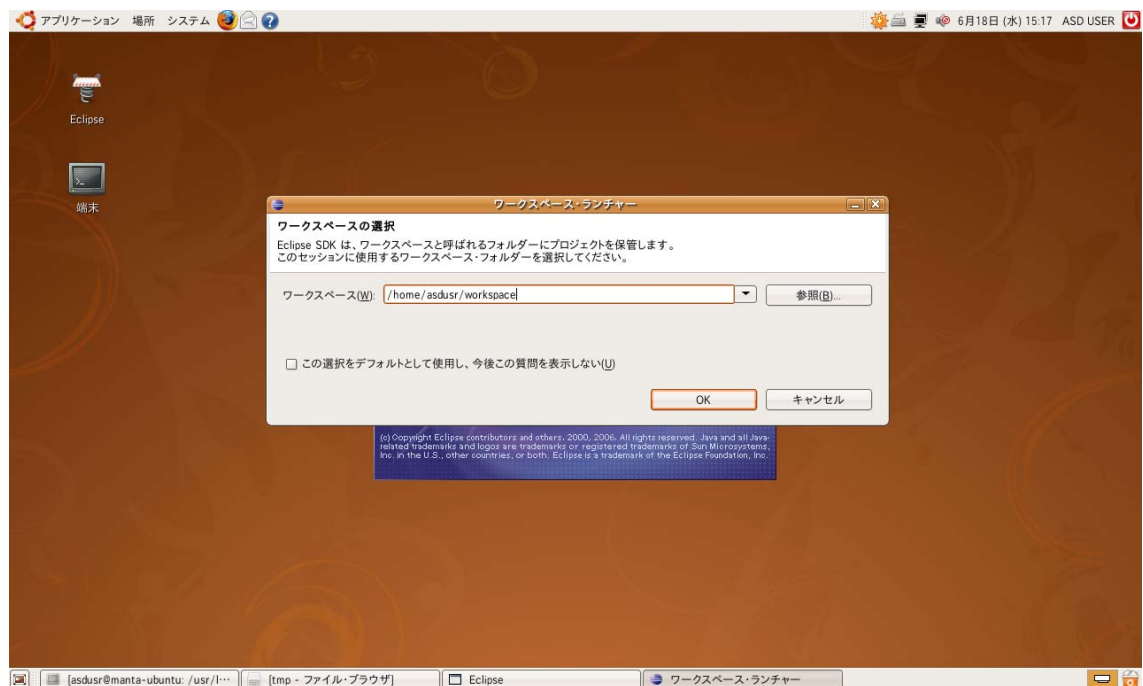 アプリケーション 場所 システム
6月18日 (水) 15:17 ASD USER
Eclipse
端末
ワークスペース・ランチャー
ワークスペースの選択
Eclipse SDK は、ワークスペースと呼ばれるフォルダーにプロジェクトを保管します。
このセッションに使用するワークスペース・フォルダーを選択してください。
ワークスペース(W): /home/asdusr/workspace 参照(B)...
この選択をデフォルトとして使用し、今後この質問を表示しない(U)
OK キャンセル
(c) Copyright Eclipse contributors and others. 2000, 2006. All rights reserved. Java and all Java-
related trademarks and logos are trademarks or registered trademarks of Sun Microsystems,
Inc. in the U.S., other countries, or both. Eclipse is a trademark of the Eclipse Foundation, Inc.
[asdusr@manta-ubuntu: /usr/l… [tmp - ファイル・ブラウザ] Eclipse ワークスペース・ランチャー